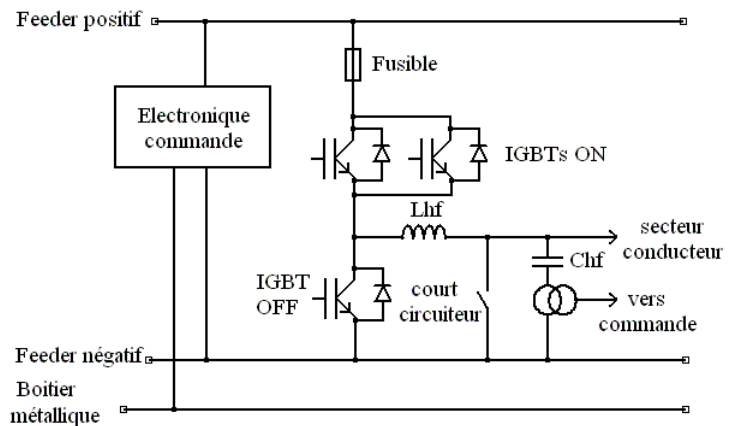 Feeder positif
Fusible
Electronique
commande
IGBTs ON
Lhf
secteur
conducteur
Chf
IGBT
OFF
court
circuiteur
vers
commande
Feeder négatif
Boitier
métallique